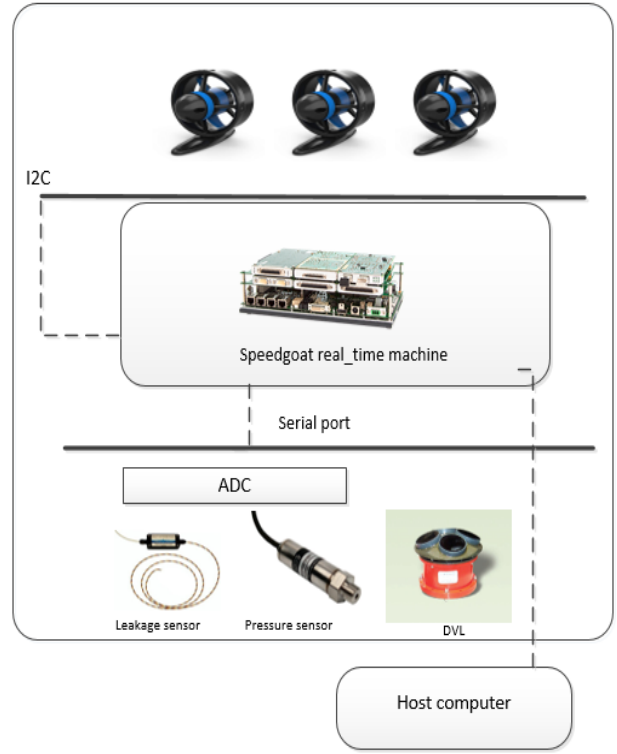 I2C
Speedgoat real_time machine
Serial port
ADC
Leakage sensor
Pressure sensor
DVL
Host computer